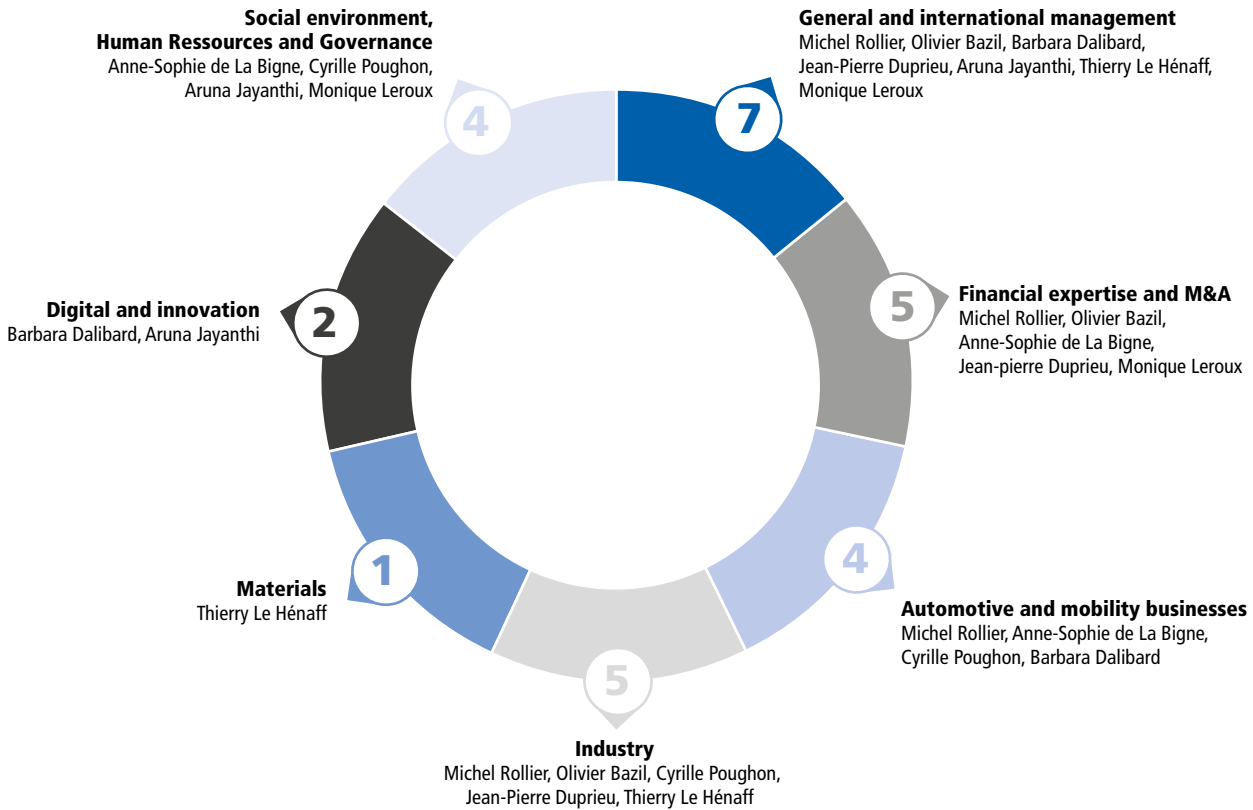 Social environment,
Human Ressources and Governance
Anne-Sophie de La Bigne, Cyrille Poughon,
Aruna Jayanthi, Monique Leroux
4
General and international management
Michel Rollier, Olivier Bazil, Barbara Dalibard,
Jean-Pierre Duprieu, Aruna Jayanthi, Thierry Le Hénaff,
Monique Leroux
7
Digital and innovation
Barbara Dalibard, Aruna Jayanthi
2
Financial expertise and M&A
Michel Rollier, Olivier Bazil,
Anne-Sophie de La Bigne,
Jean-pierre Duprieu, Monique Leroux
5
Materials
Thierry Le Hénaff
1
Automotive and mobility businesses
Michel Rollier, Anne-Sophie de La Bigne,
Cyrille Poughon, Barbara Dalibard
4
5
Industry
Michel Rollier, Olivier Bazil, Cyrille Poughon,
Jean-Pierre Duprieu, Thierry Le Hénaff